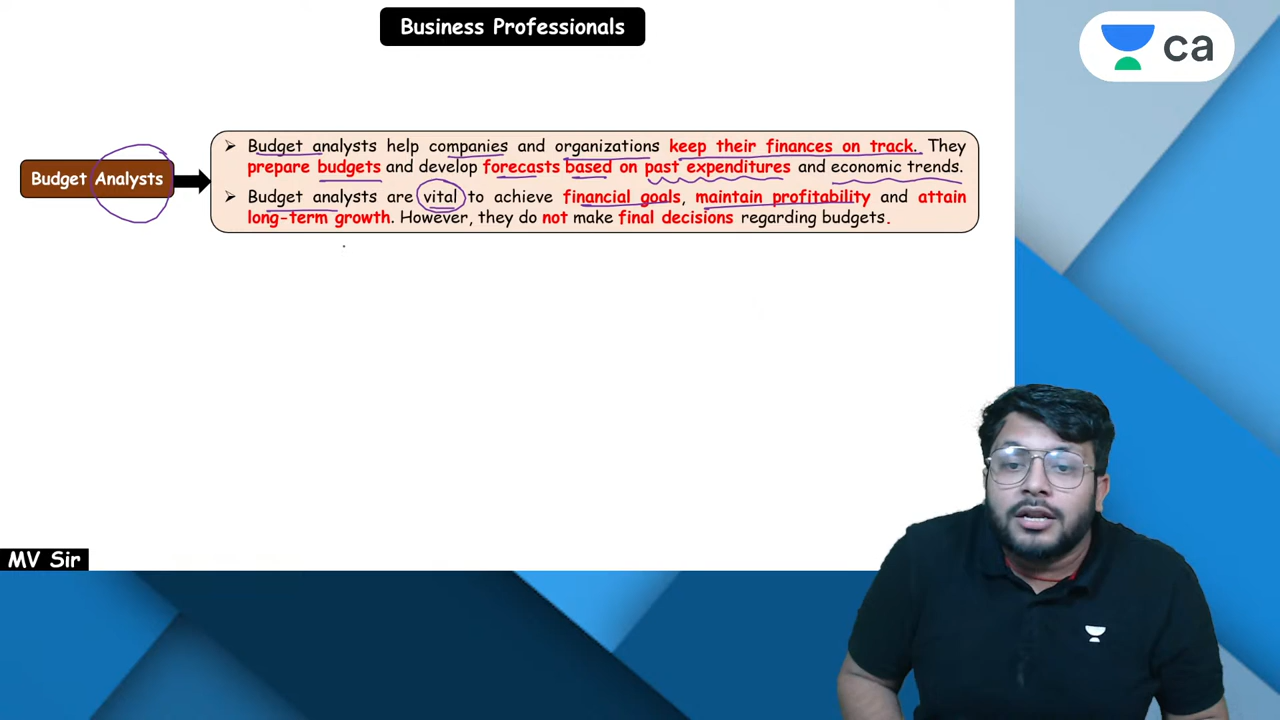 Business Professionals
ca
Budget Analysts
➢ Budget analysts help companies and organizations keep their finances on track. They
prepare budgets and develop forecasts based on past expenditures and economic trends.
➢ Budget analysts are vital to achieve financial goals, maintain profitability and attain
long-term growth. However, they do not make final decisions regarding budgets.
MV Sir